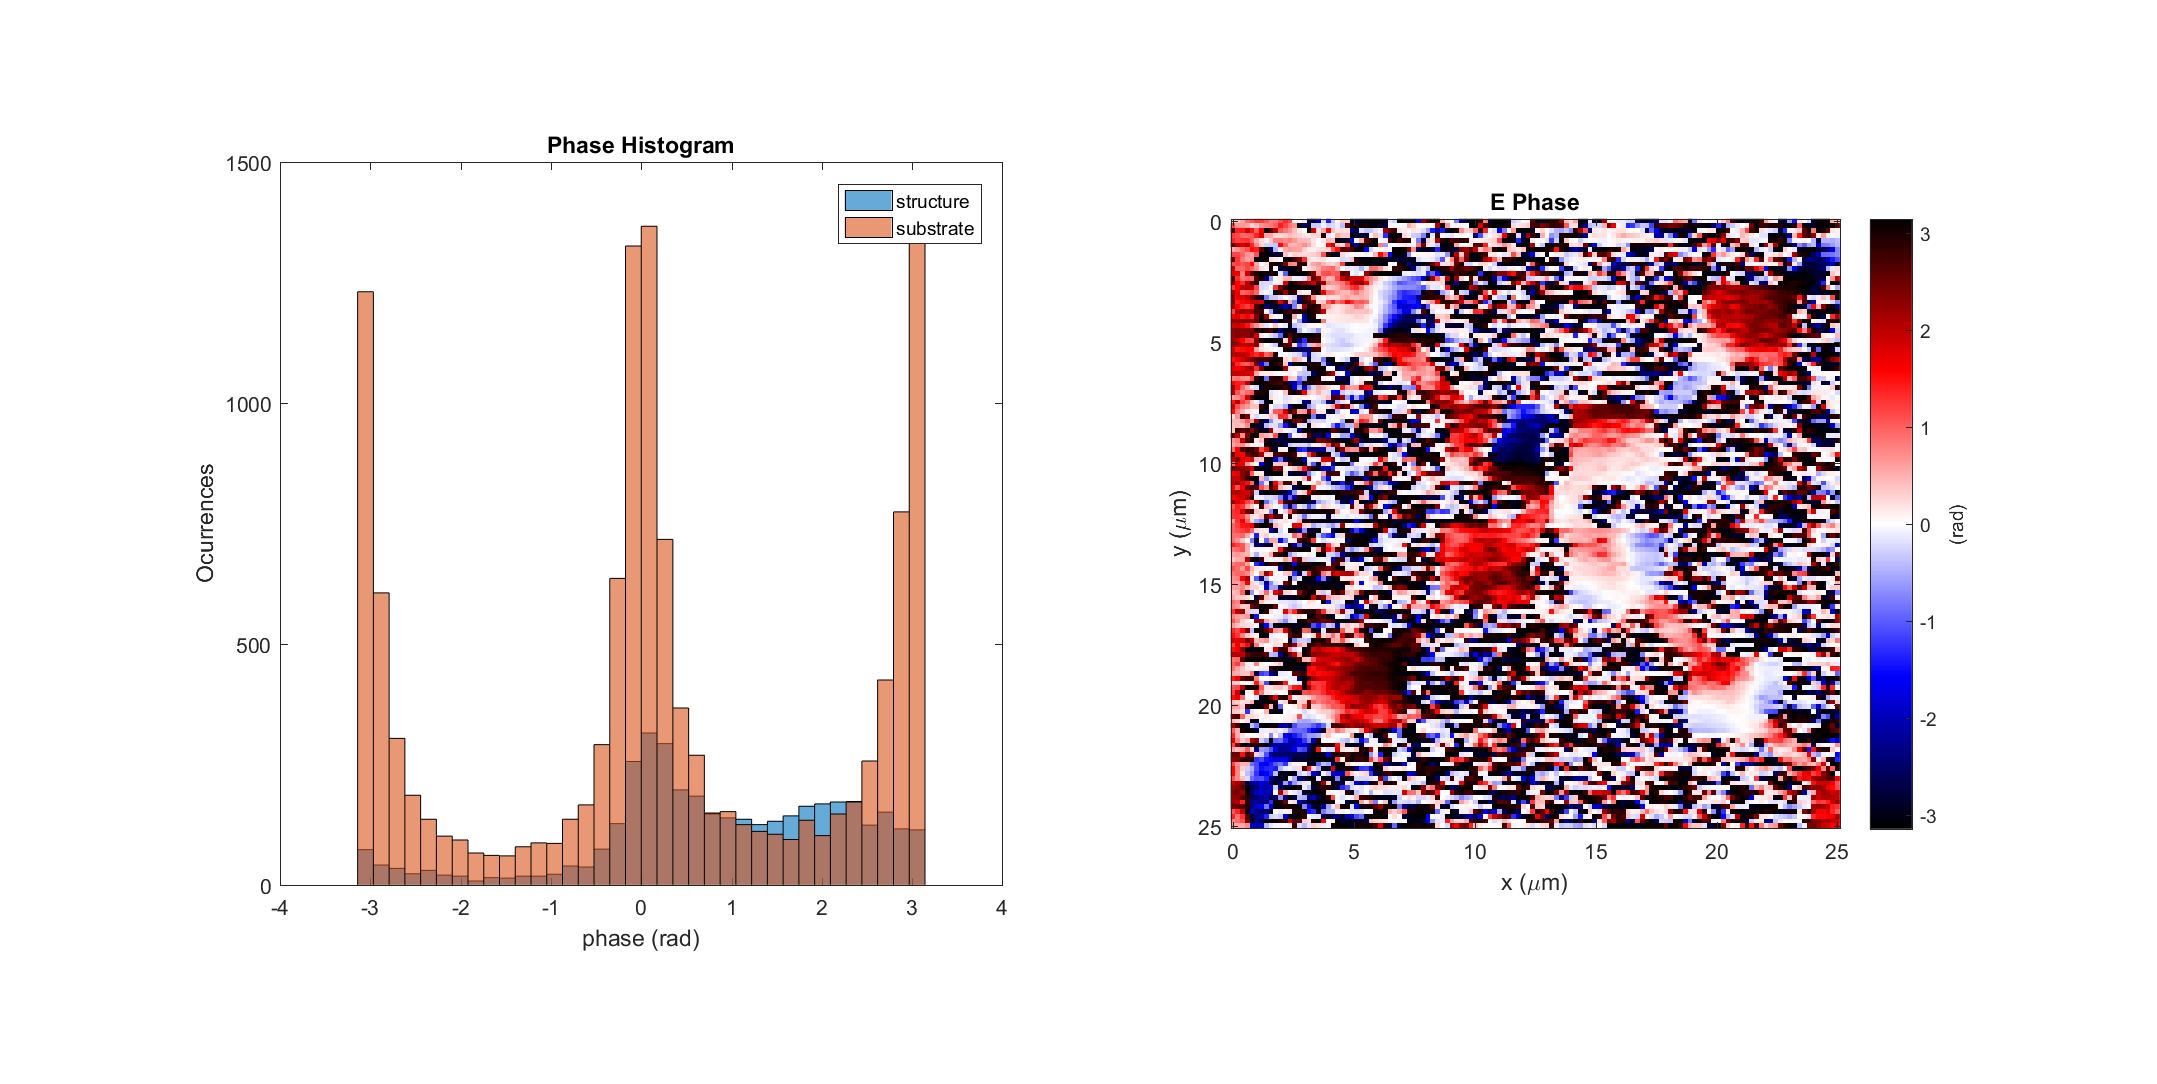 Phase Histogram
1500
1000
500
0
Ocurrences
-4 -3 -2 -1 0 1 2 3 4
phase (rad)
structure
substrate
E Phase
0
5
10
15
20
25
y (μm)
0 5 10 15 20 25
x (μm)
3
2
1
0
-1
-2
-3
(rad)